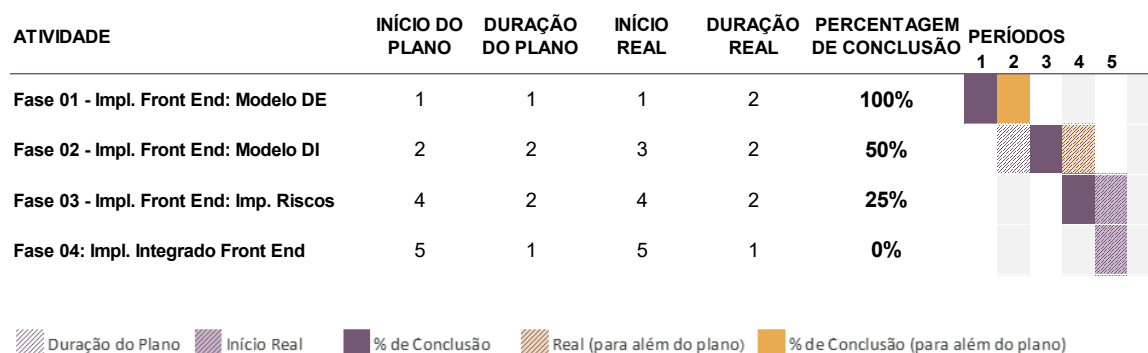 ATIVIDADE INÍCIO DO PLANO DURAÇÃO DO PLANO INÍCIO REAL DURAÇÃO REAL PERCENTAGEM DE CONCLUSÃO PERÍODOS
1 2 3 4 5
Fase 01 - Impl. Front End: Modelo DE 1 1 1 2 100%
Fase 02 - Impl. Front End: Modelo DI 2 2 3 2 50%
Fase 03 - Impl. Front End: Imp. Riscos 4 2 4 2 25%
Fase 04: Impl. Integrado Front End 5 1 5 1 0%
Duração do Plano Início Real % de Conclusão Real (para além do plano) % de Conclusão (para além do plano)